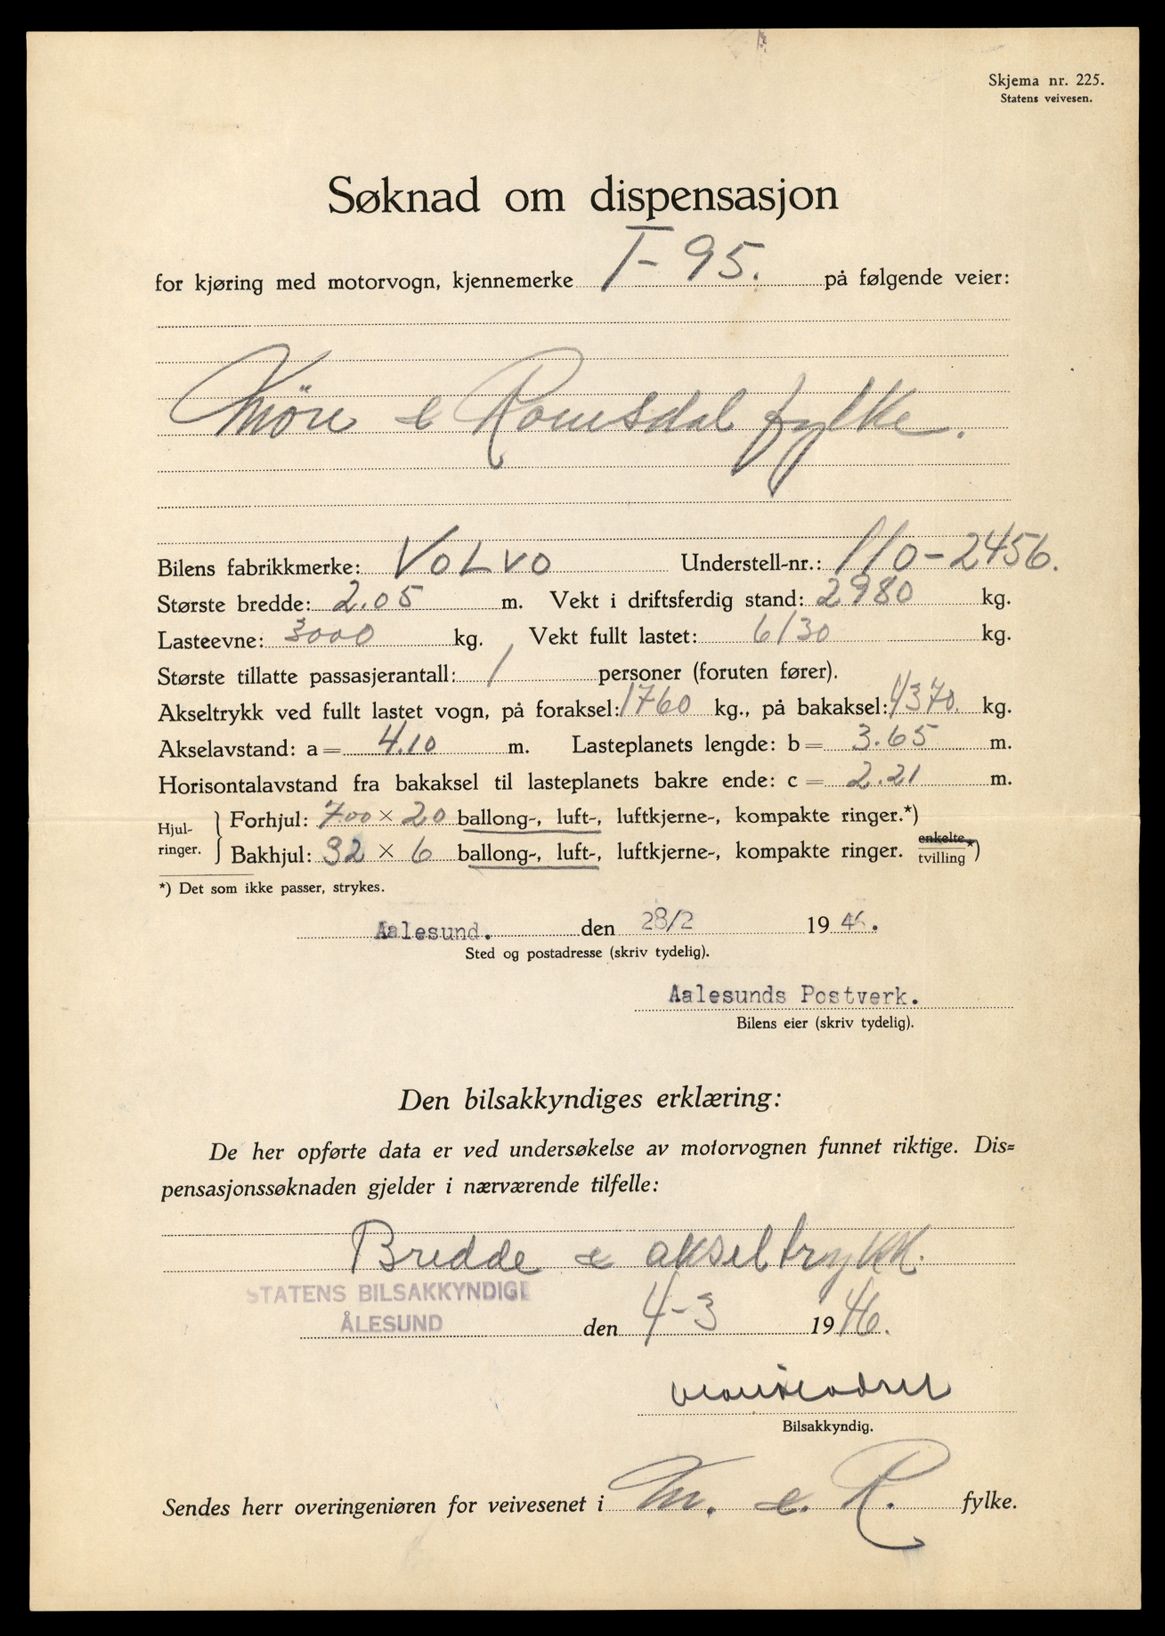 Skjema nr. 225.
Statens veivesen.
Søknad om dispensasjon
for kjøring med motorvogn, kjennemerke T-95. på følgende veier:
Möre & Romsdal fylke.
Bilens fabrikkmerke: VOLVO Understell-nr.: 110-2456.
Største bredde: 2.05 m. Vekt i driftsferdig stand: 2980 kg.
Lasteevne: 3000 kg. Vekt fullt lastet: 6130 kg.
Største tillatte passasjerantall: 1 personer (foruten fører).
Akseltrykk ved fullt lastet vogn, på foraksel: 1760 kg., på bakaksel: 4370 kg.
Akselavstand: a = 4.10 m. Lasteplanets lengde: b = 3.65 m.
Horisontalavstand fra bakaksel til lasteplanets bakre ende: c = 2.21 m.
Hjul-ringer. } Forhjul: 7.00 × 20 ballong-, luft-, luftkjerne-, kompakte ringer.*)
Bakhjul: 32 × 6 ballong-, luft-, luftkjerne-, kompakte ringer. enkelte tvilling *)
*) Det som ikke passer, strykes.
Aalesund. den 28/2 1946.
Sted og postadresse (skriv tydelig).
Aalesunds Postverk.
Bilens eier (skriv tydelig).
Den bilsakkyndiges erklæring:
De her opførte data er ved undersøkelse av motorvognen funnet riktige. Dis=
pensasjonssøknaden gjelder i nærværende tilfelle:
Bredde & akseltrykk.
STATENS BILSAKKYNDIGE
ÅLESUND den 4-3 1946.
Bilsakkyndig.
Sendes herr overingeniøren for veivesenet i M. & R. fylke.